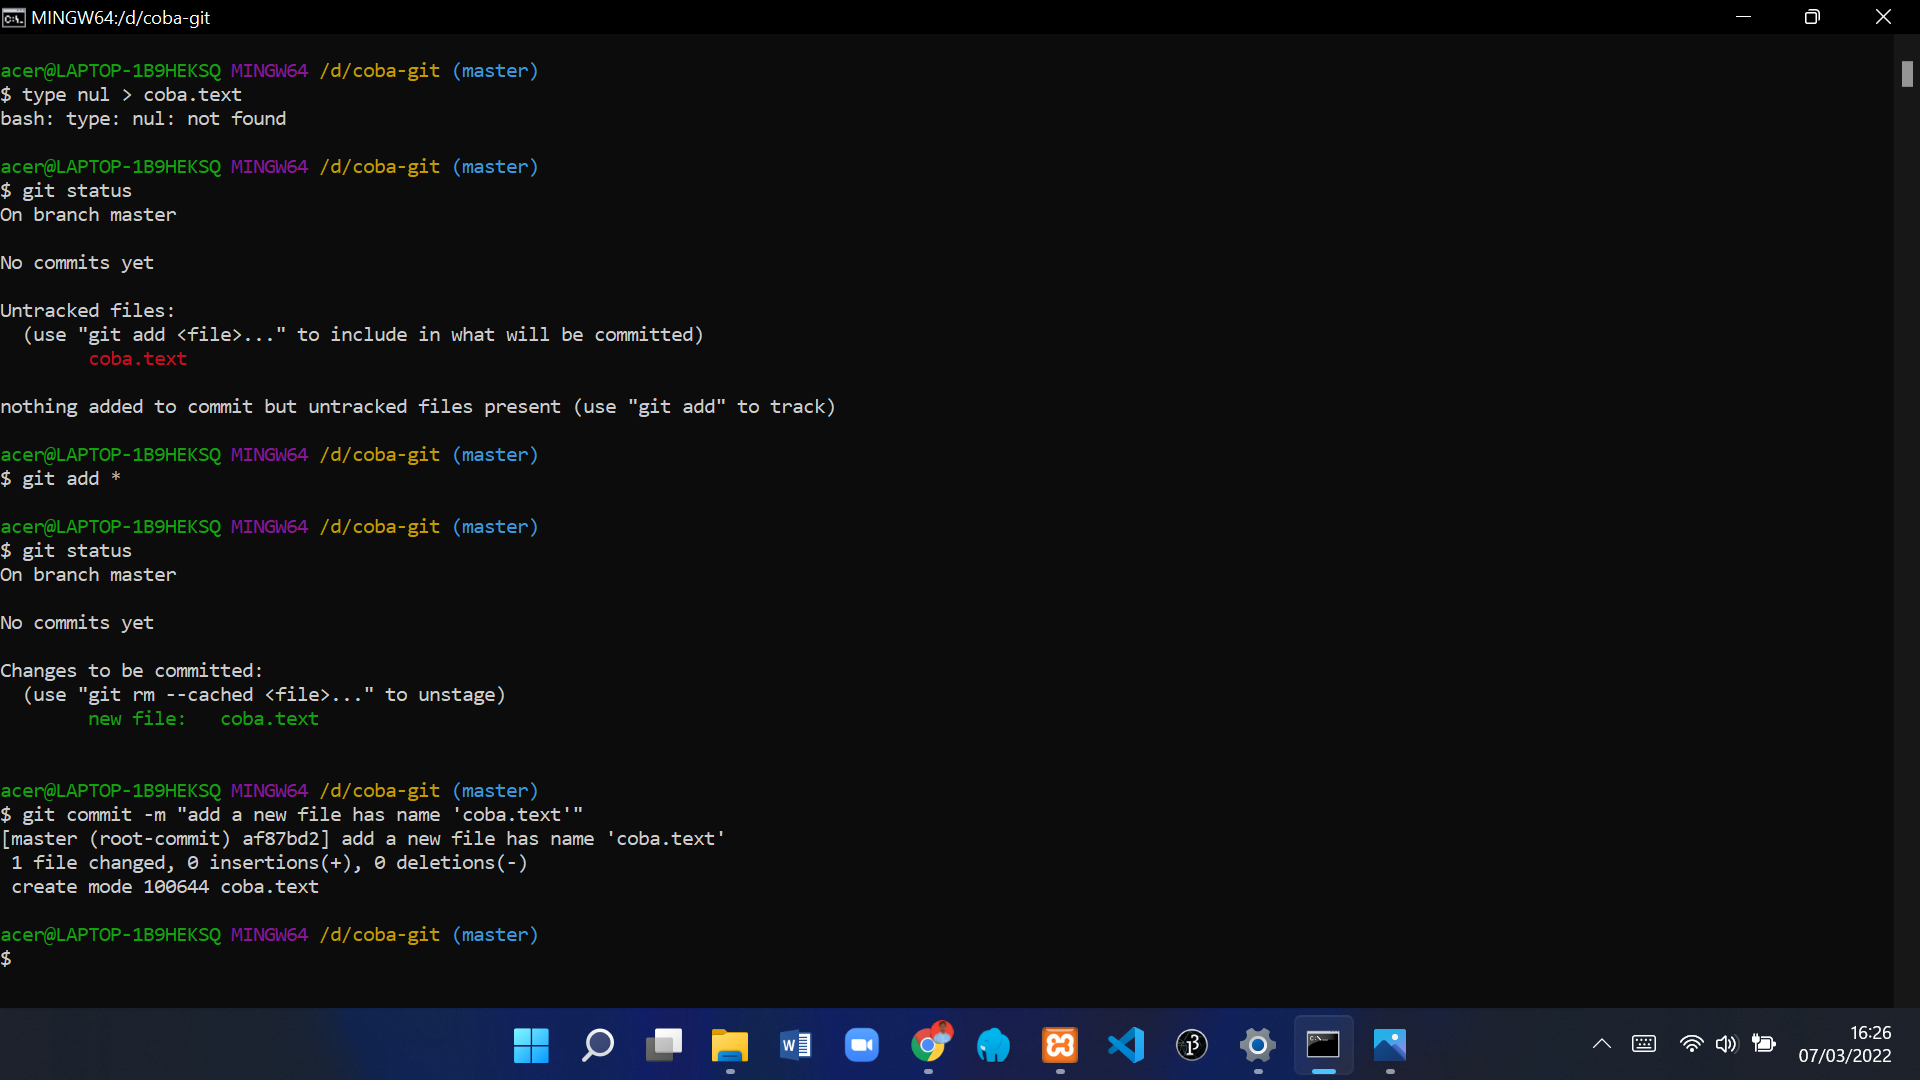 MINGW64:/d/coba-git
acer@LAPTOP-1B9HEKSQ MINGW64 /d/coba-git (master)
$ type nul > coba.text
bash: type: nul: not found
acer@LAPTOP-1B9HEKSQ MINGW64 /d/coba-git (master)
$ git status
On branch master
No commits yet
Untracked files:
  (use "git add <file>..." to include in what will be committed)
        coba.text
nothing added to commit but untracked files present (use "git add" to track)
acer@LAPTOP-1B9HEKSQ MINGW64 /d/coba-git (master)
$ git add *
acer@LAPTOP-1B9HEKSQ MINGW64 /d/coba-git (master)
$ git status
On branch master
No commits yet
Changes to be committed:
  (use "git rm --cached <file>..." to unstage)
        new file:   coba.text
acer@LAPTOP-1B9HEKSQ MINGW64 /d/coba-git (master)
$ git commit -m "add a new file has name 'coba.text'"
[master (root-commit) af87bd2] add a new file has name 'coba.text'
 1 file changed, 0 insertions(+), 0 deletions(-)
 create mode 100644 coba.text
acer@LAPTOP-1B9HEKSQ MINGW64 /d/coba-git (master)
$
16:26
07/03/2022